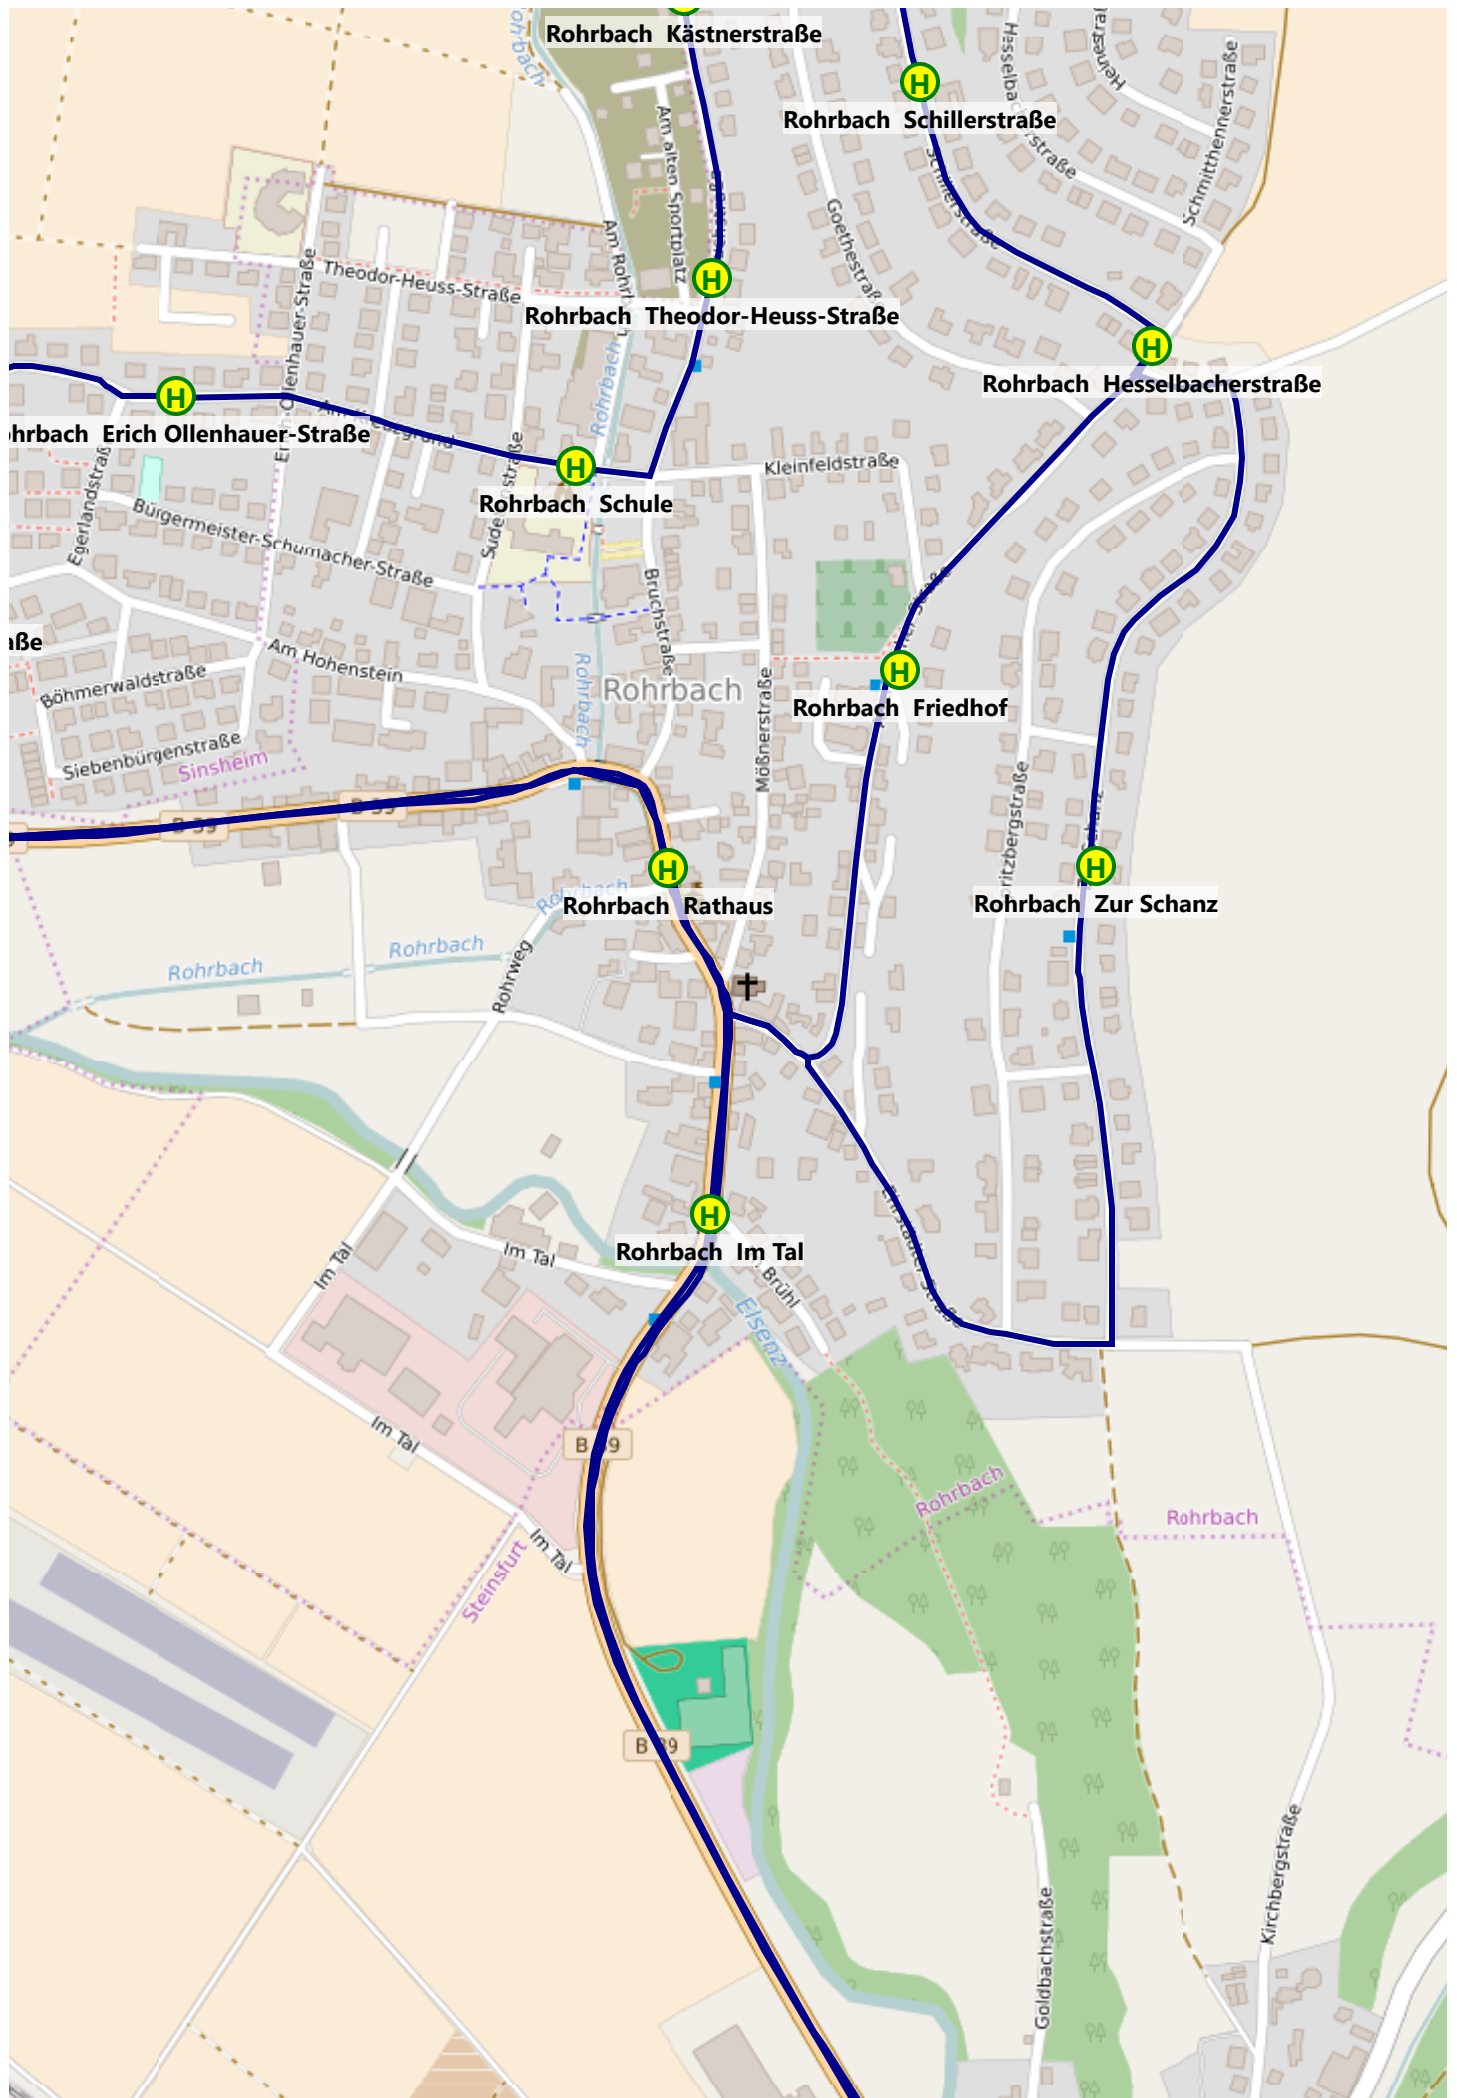 Rohrbach Kästnerstraße
Rohrbach Schillerstraße
Schmitthennerstraße
Am alten Sportplatz
Goethestraße
Schillerstraße
Theodor-Heuss-Straße
Erich-Ollenhauer-Straße
Rohrbach Theodor-Heuss-Straße
H
H
H
H
Rohrbach Hesselbacherstraße
Rohrbach
H
Rohrbach Erich Ollenhauer-Straße
Kleinfeldstraße
H
Rohrbach Schule
Bürgermeister-Schumacher-Straße
Bruchstraße
Am Hohenstein
Rohrbach
Rohrbach
H
Rohrbach Friedhof
Böhmerwaldstraße
Siebenbürgenstraße
Sinsheim
Mößnerstraße
B 39
B 39
H
Rohrbach Rathaus
Rohrbach
H
Rohrbach Zur Schanz
Rohrbach
Rohrbach
Rohrweg
H
Rohrbach Im Tal
Im Tal
Im Tal
Brühl
Elsenz
Ehrstädter Straße
Im Tal
B 39
Rohrbach
Rohrbach
Im Tal
Steinsfurt
B 39
Kirchbergstraße
Goldbachstraße